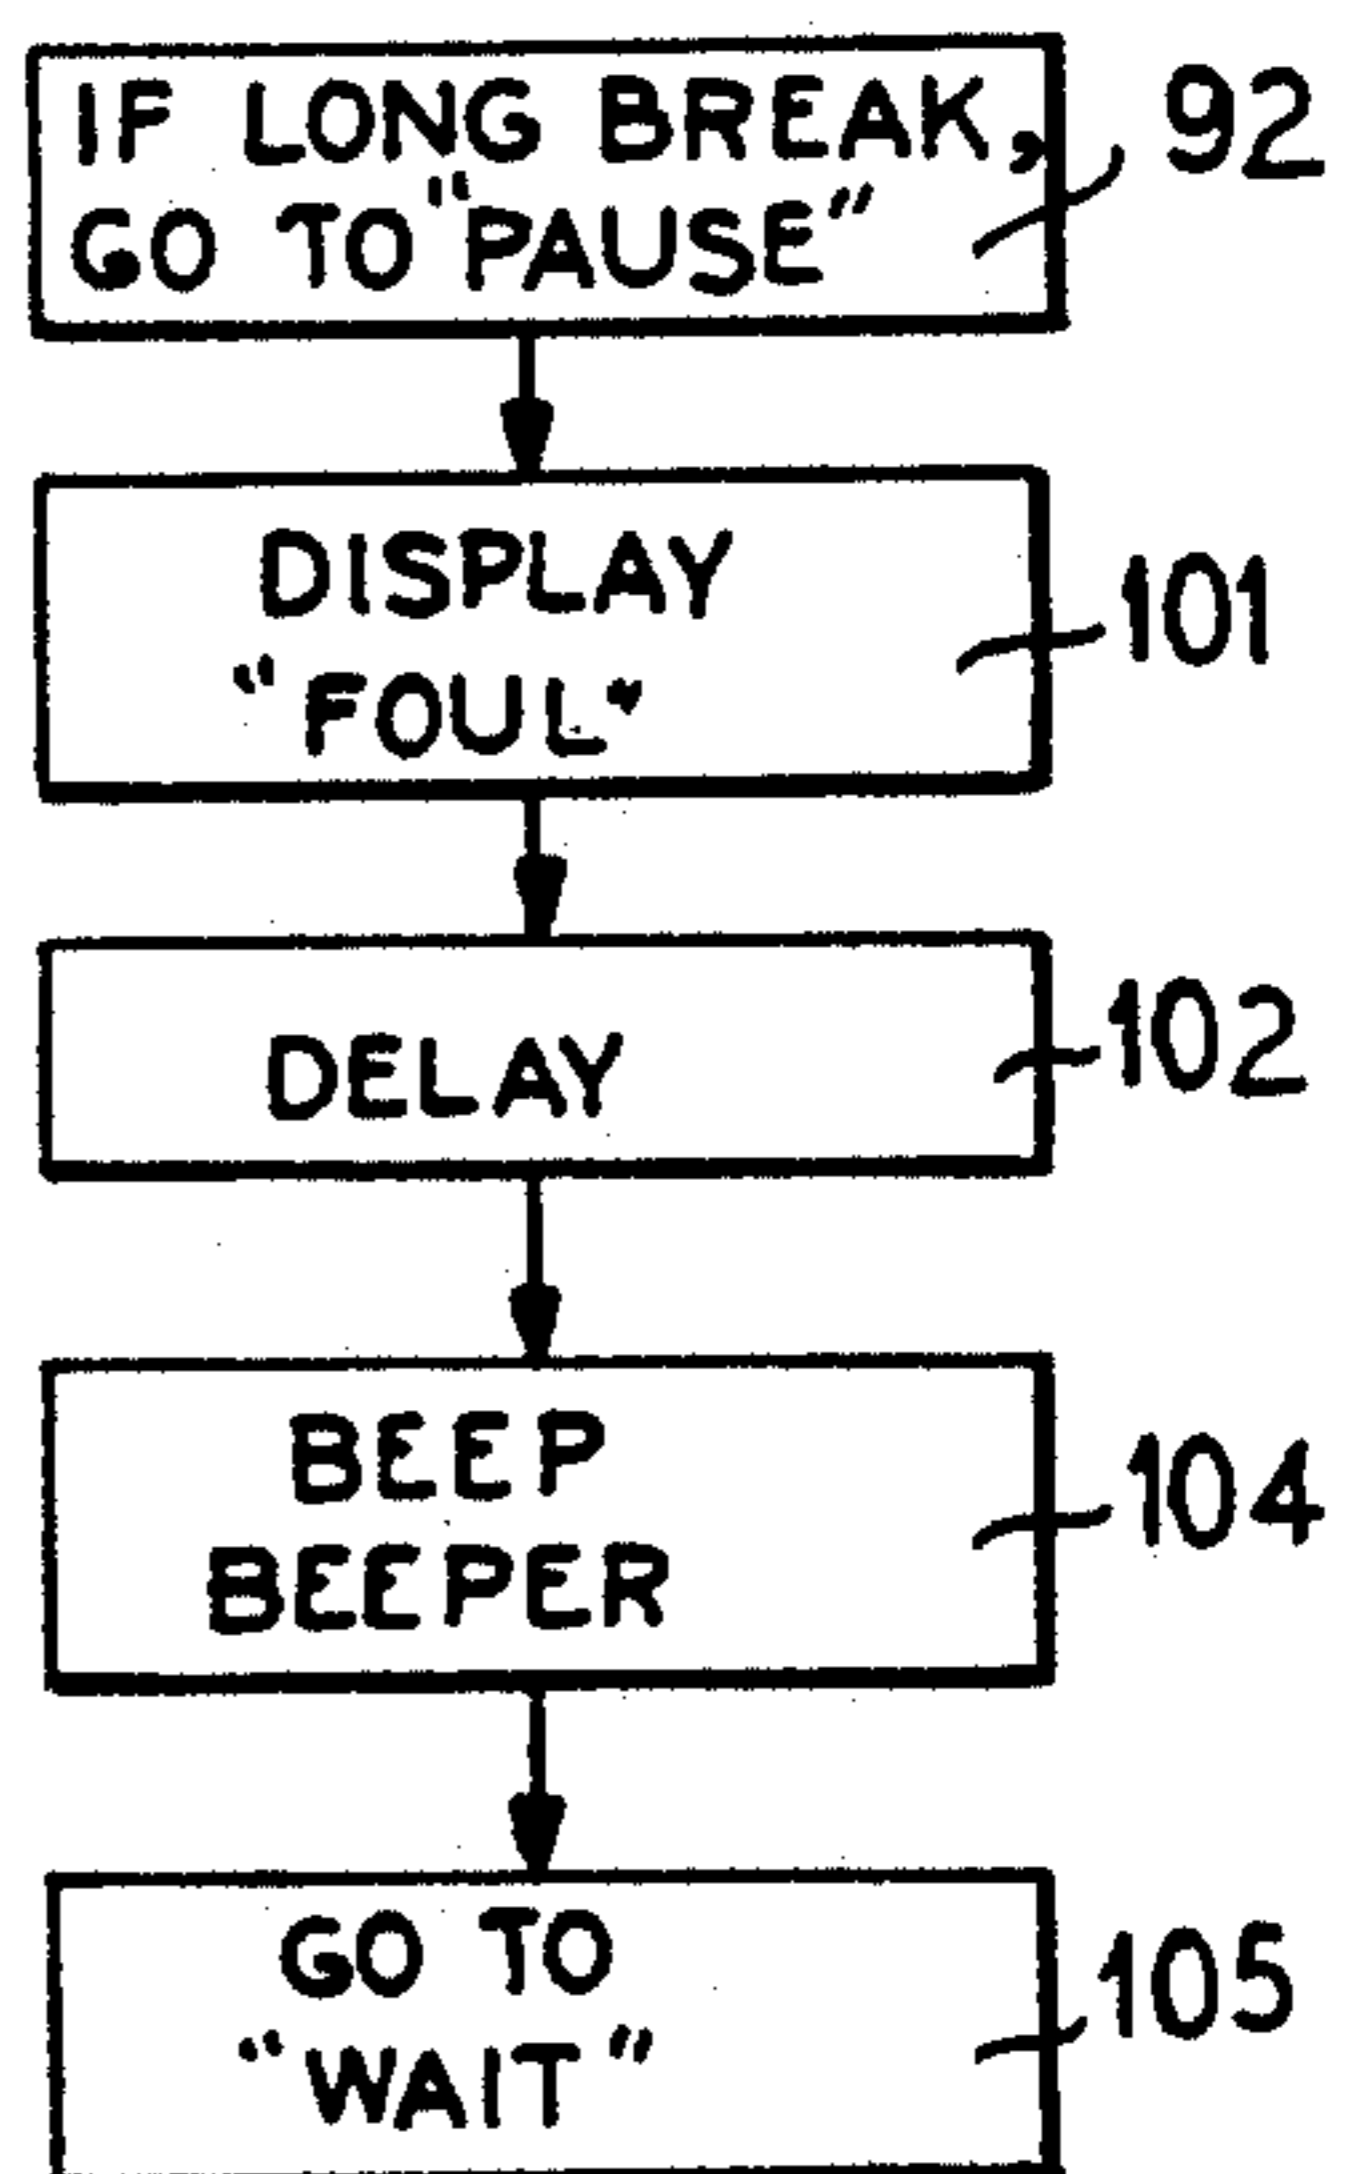 IF LONG BREAK, 92
GO TO "PAUSE"
DISPLAY
"FOUL" 101
DELAY 102
BEEP
BEEPER 104
GO TO
"WAIT" 105